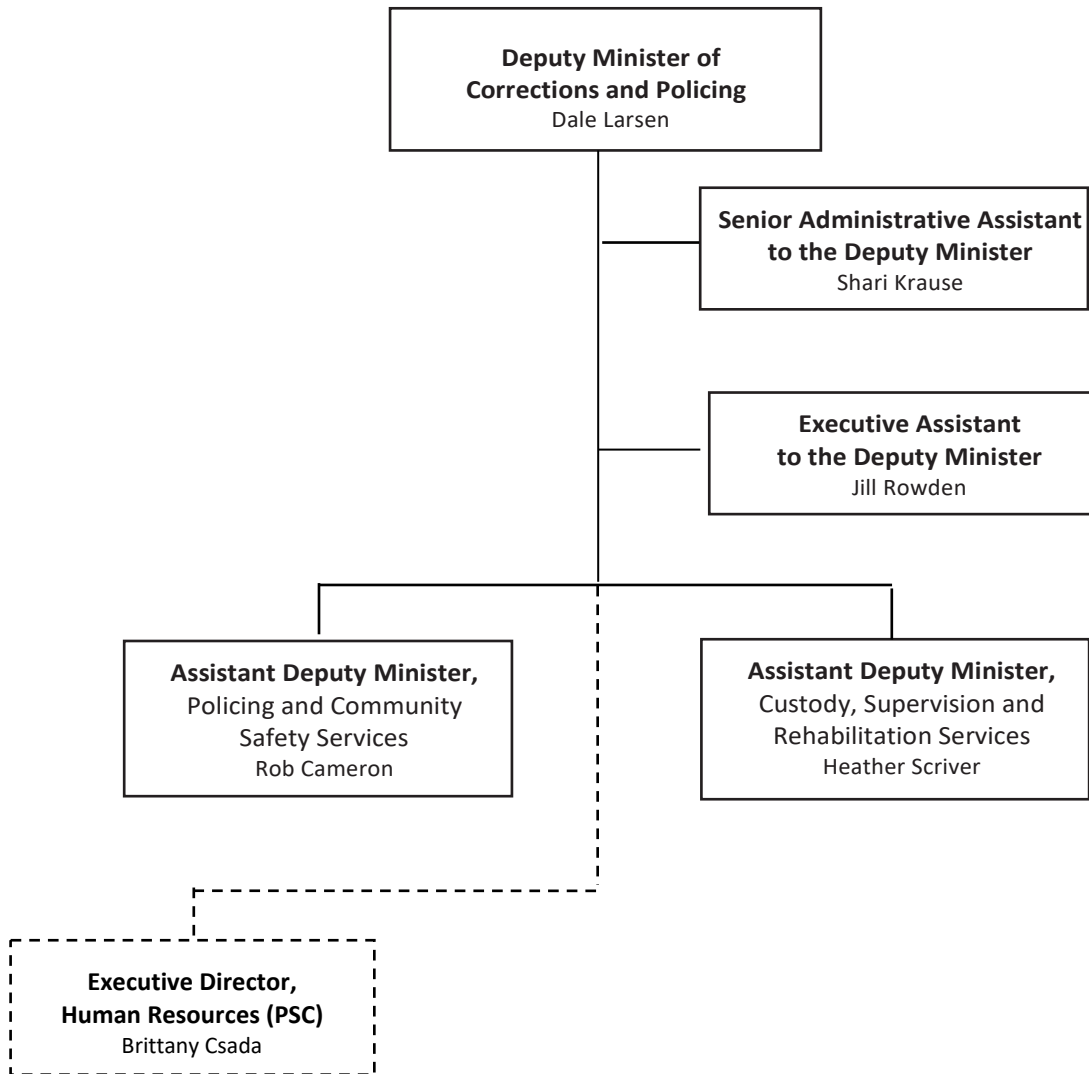 Deputy Minister of
Corrections and Policing
Dale Larsen
Senior Administrative Assistant
to the Deputy Minister
Shari Krause
Executive Assistant
to the Deputy Minister
Jill Rowden
Assistant Deputy Minister,
Policing and Community
Safety Services
Rob Cameron
Assistant Deputy Minister,
Custody, Supervision and
Rehabilitation Services
Heather Scriver
Executive Director,
Human Resources (PSC)
Brittany Csada